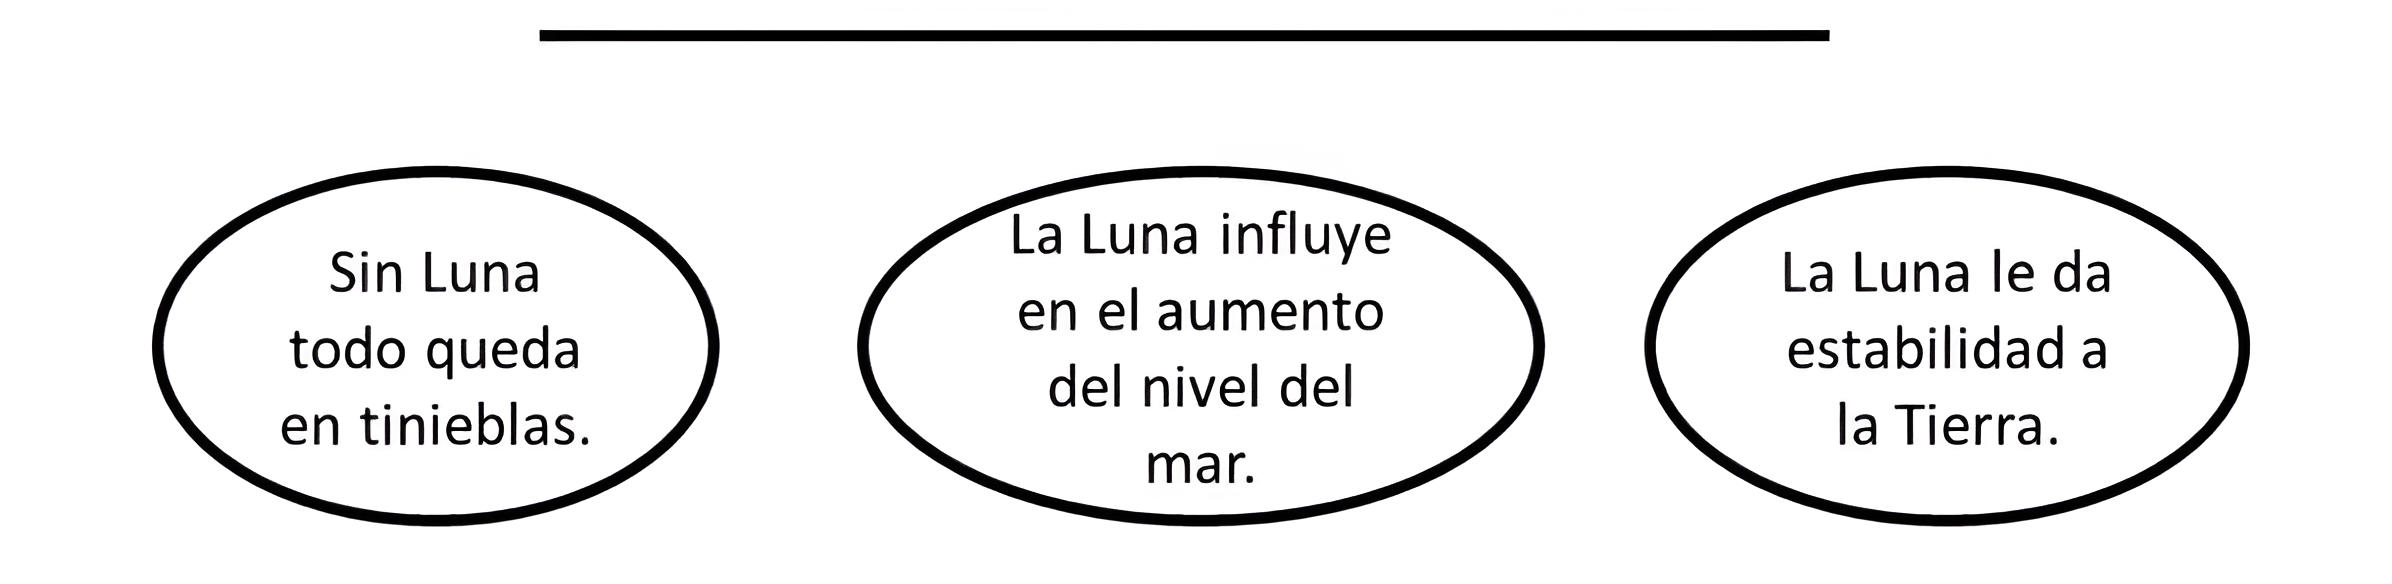 Sin Luna
todo queda
en tinieblas.
La Luna influye
en el aumento
del nivel del
mar.
La Luna le da
estabilidad a
la Tierra.